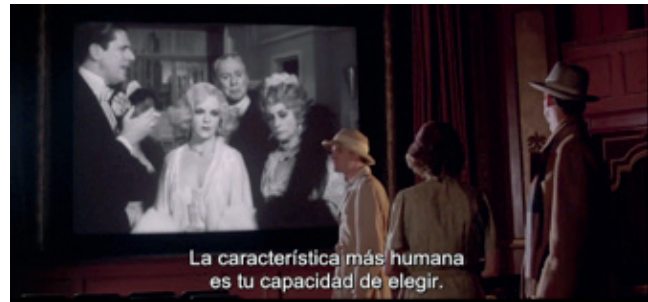 La característica más humana
es tu capacidad de elegir.